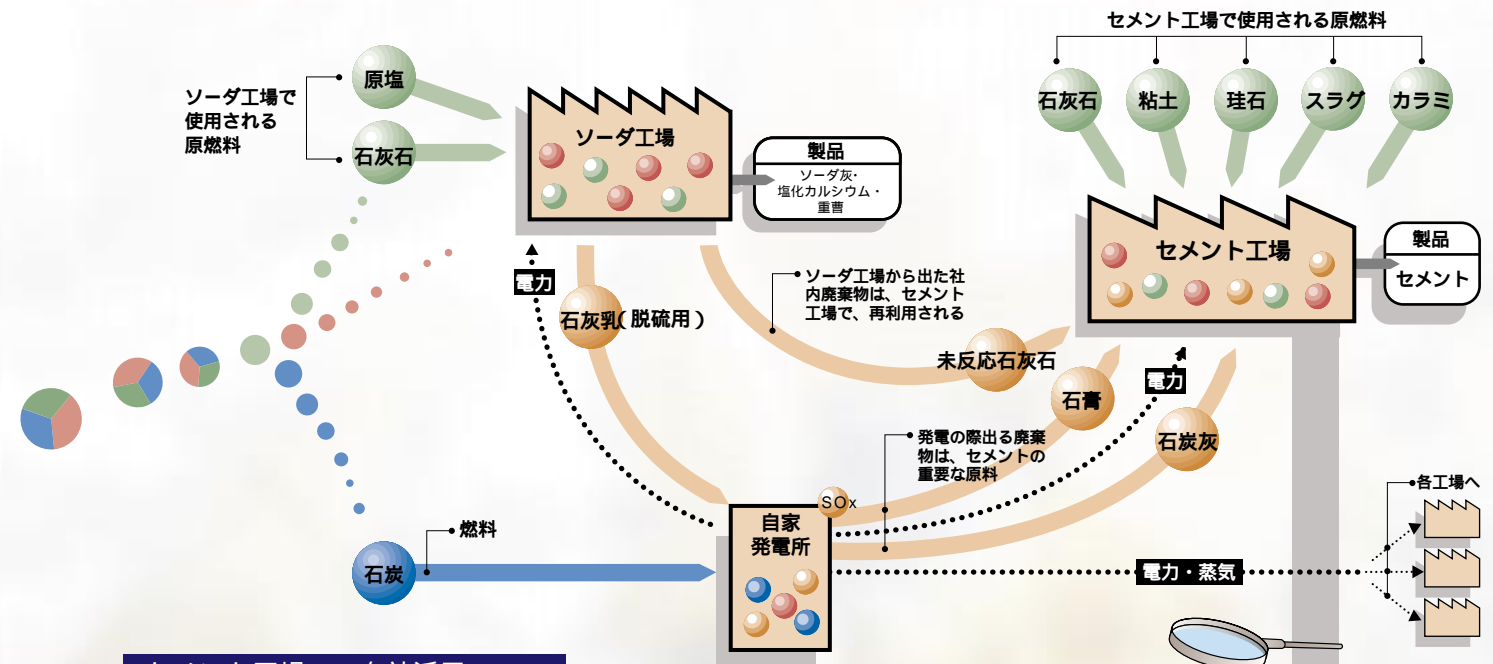 セメント工場で使用される原燃料
石灰石
粘土
珪石
スラグ
カラミ
ソーダ工場で
使用される
原燃料
原塩
石灰石
ソーダ工場
製品
ソーダ灰・
塩化カルシウム・
重曹
セメント工場
製品
セメント
電力
石灰乳(脱硫用)
ソーダ工場から出た社
内廃棄物は、セメント
工場で、再利用される
未反応石灰石
石膏
電力
石炭灰
発電の際出る廃棄
物は、セメントの
重要な原料
SOx
自家
発電所
燃料
石炭
電力・蒸気
各工場へ